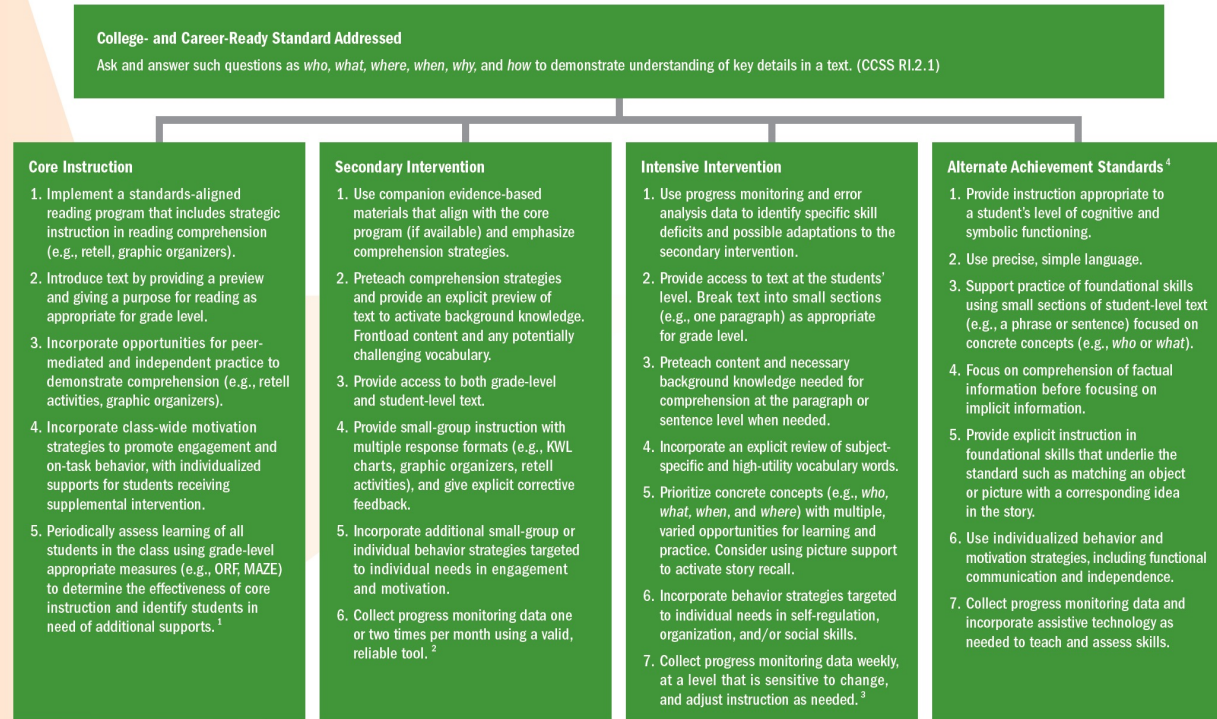 College- and Career-Ready Standard Addressed
Ask and answer such questions as who, what, where, when, why, and how to demonstrate understanding of key details in a text. (CCSS RI.2.1)
Core Instruction
1. Implement a standards-aligned
reading program that includes strategic
instruction in reading comprehension
(e.g., retell, graphic organizers).
2. Introduce text by providing a preview
and giving a purpose for reading as
appropriate for grade level.
3. Incorporate opportunities for peer-
mediated and independent practice to
demonstrate comprehension (e.g., retell
activities, graphic organizers).
4. Incorporate class-wide motivation
strategies to promote engagement and
on-task behavior, with individualized
supports for students receiving
supplemental intervention.
5. Periodically assess learning of all
students in the class using grade-level
appropriate measures (e.g., ORF, MAZE)
to determine the effectiveness of core
instruction and identify students in
need of additional supports. 1
Secondary Intervention
1. Use companion evidence-based
materials that align with the core
program (if available) and emphasize
comprehension strategies.
2. Preteach comprehension strategies
and provide an explicit preview of
text to activate background knowledge.
Frontload content and any potentially
challenging vocabulary.
3. Provide access to both grade-level
and student-level text.
4. Provide small-group instruction with
multiple response formats (e.g., KWL
charts, graphic organizers, retell
activities), and give explicit corrective
feedback.
5. Incorporate additional small-group or
individual behavior strategies targeted
to individual needs in engagement
and motivation.
6. Collect progress monitoring data one
or two times per month using a valid,
reliable tool. 2
Intensive Intervention
1. Use progress monitoring and error
analysis data to identify specific skill
deficits and possible adaptations to the
secondary intervention.
2. Provide access to text at the students'
level. Break text into small sections
(e.g., one paragraph) as appropriate
for grade level.
3. Preteach content and necessary
background knowledge needed for
comprehension at the paragraph or
sentence level when needed.
4. Incorporate an explicit review of subject-
specific and high-utility vocabulary words.
5. Prioritize concrete concepts (e.g., who,
what, when, and where) with multiple,
varied opportunities for learning and
practice. Consider using picture support
to activate story recall.
6. Incorporate behavior strategies targeted
to individual needs in self-regulation,
organization, and/or social skills.
7. Collect progress monitoring data weekly,
at a level that is sensitive to change,
and adjust instruction as needed. 3
Alternate Achievement Standards 4
1. Provide instruction appropriate to
a student's level of cognitive and
symbolic functioning.
2. Use precise, simple language.
3. Support practice of foundational skills
using small sections of student-level text
(e.g., a phrase or sentence) focused on
concrete concepts (e.g., who or what).
4. Focus on comprehension of factual
information before focusing on
implicit information.
5. Provide explicit instruction in
foundational skills that underlie the
standard such as matching an object
or picture with a corresponding idea
in the story.
6. Use individualized behavior and
motivation strategies, including functional
communication and independence.
7. Collect progress monitoring data and
incorporate assistive technology as
needed to teach and assess skills.